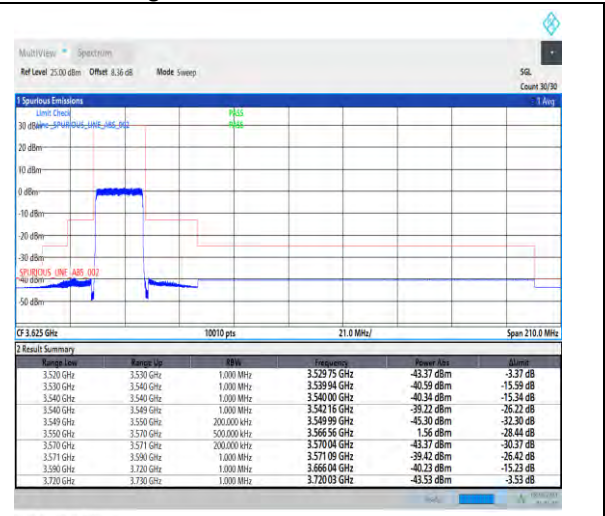 MultiView Spectrum
Ref Level 25.00 dBm Offset 8.36 dB Mode Sweep SGL
Count 30/30
1 Spurious Emissions 1 Avg
Limit Check PASS
Line _SPURIOUS_LINE_ABS_002 PASS
30 dBm
20 dBm
10 dBm
0 dBm
-10 dBm
-20 dBm
-30 dBm
_SPURIOUS_LINE_ABS_002
-40 dBm
-50 dBm
CF 3.625 GHz 10010 pts 21.0 MHz/ Span 210.0 MHz
2 Result Summary
Range Low Range Up RBW Frequency Power Abs ΔLimit
3.520 GHz 3.530 GHz 1.000 MHz 3.529 75 GHz -43.37 dBm -3.37 dB
3.530 GHz 3.540 GHz 1.000 MHz 3.539 94 GHz -40.59 dBm -15.59 dB
3.540 GHz 3.540 GHz 1.000 MHz 3.540 00 GHz -40.34 dBm -15.34 dB
3.540 GHz 3.549 GHz 1.000 MHz 3.542 16 GHz -39.22 dBm -26.22 dB
3.549 GHz 3.550 GHz 200.000 kHz 3.549 99 GHz -45.30 dBm -32.30 dB
3.550 GHz 3.570 GHz 500.000 kHz 3.566 56 GHz 1.56 dBm -28.44 dB
3.570 GHz 3.571 GHz 200.000 kHz 3.570 04 GHz -43.37 dBm -30.37 dB
3.571 GHz 3.590 GHz 1.000 MHz 3.571 09 GHz -39.42 dBm -26.42 dB
3.590 GHz 3.720 GHz 1.000 MHz 3.666 04 GHz -40.23 dBm -15.23 dB
3.720 GHz 3.730 GHz 1.000 MHz 3.720 03 GHz -43.53 dBm -3.53 dB